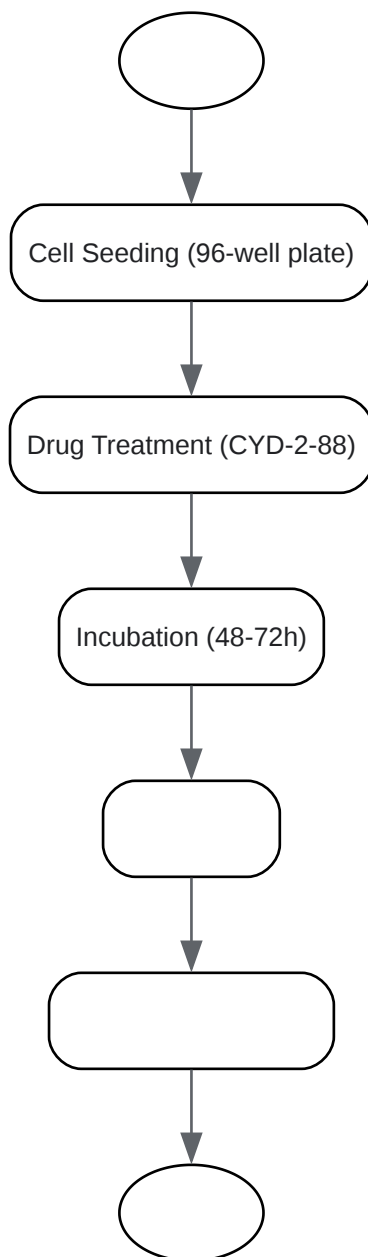 Cell Seeding (96-well plate)
Drug Treatment (CYD-2-88)
Incubation (48-72h)